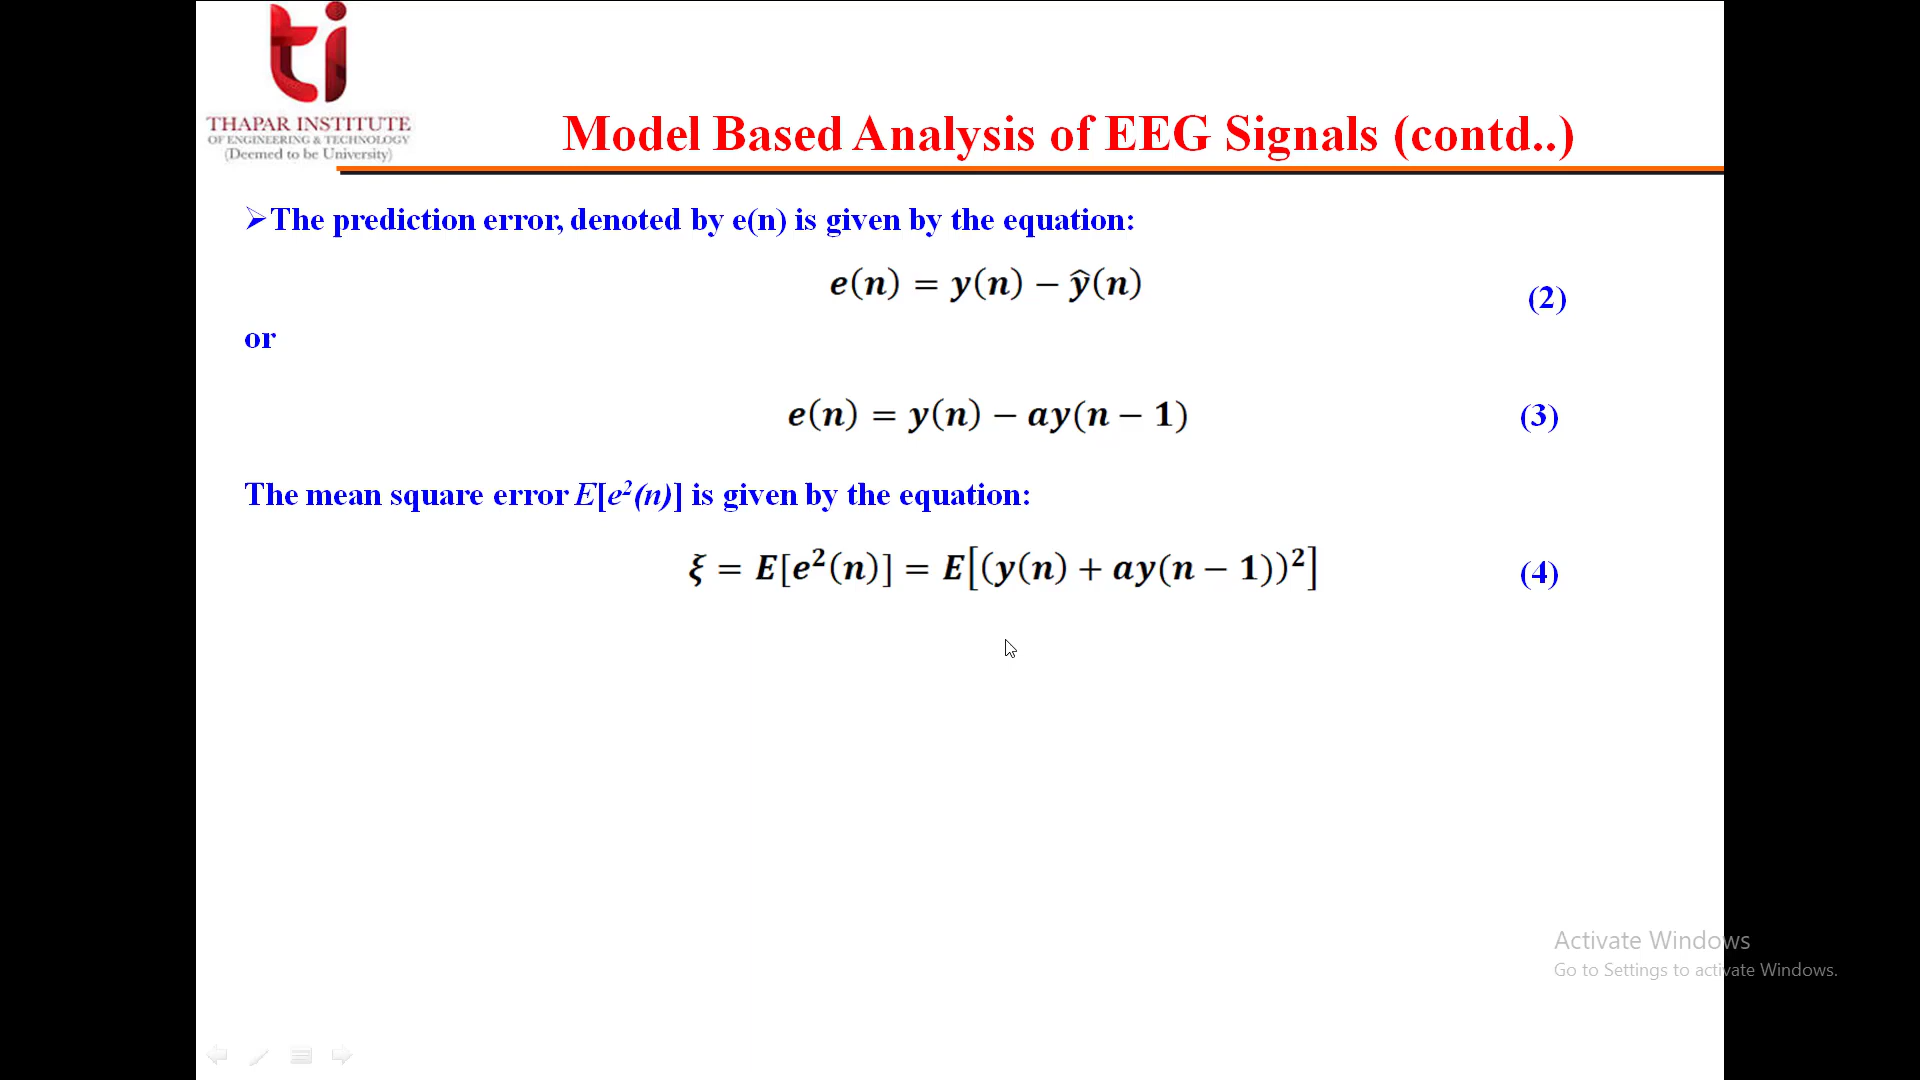 ti
THAPAR INSTITUTE
OF ENGINEERING & TECHNOLOGY
(Deemed to be University)
Model Based Analysis of EEG Signals (contd..)
➢The prediction error, denoted by e(n) is given by the equation:
e(n) = y(n) − ŷ(n) (2)
or
e(n) = y(n) − ay(n − 1) (3)
The mean square error E[e²(n)] is given by the equation:
ξ = E[e²(n)] = E[(y(n) + ay(n − 1))²] (4)
Activate Windows
Go to Settings to activate Windows.